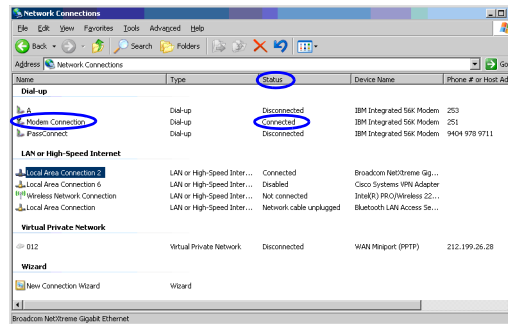 Network Connections
File Edit View Favorites Tools Advanced Help
Back Search Folders
Address Network Connections Go
Name Type Status Device Name Phone # or Host Ad
Dial-up
A Dial-up Disconnected IBM Integrated 56K Modem 253
Modem Connection Dial-up Connected IBM Integrated 56K Modem 251
iPassConnect Dial-up Disconnected IBM Integrated 56K Modem 9404 978 9711
LAN or High-Speed Internet
Local Area Connection 2 LAN or High-Speed Inter... Connected Broadcom NetXtreme Gig...
Local Area Connection 6 LAN or High-Speed Inter... Disabled Cisco Systems VPN Adapter
Wireless Network Connection LAN or High-Speed Inter... Not connected Intel(R) PRO/Wireless 22...
Local Area Connection LAN or High-Speed Inter... Network cable unplugged Bluetooth LAN Access Se...
Virtual Private Network
012 Virtual Private Network Disconnected WAN Miniport (PPTP) 212.199.26.28
Wizard
New Connection Wizard Wizard
Broadcom NetXtreme Gigabit Ethernet